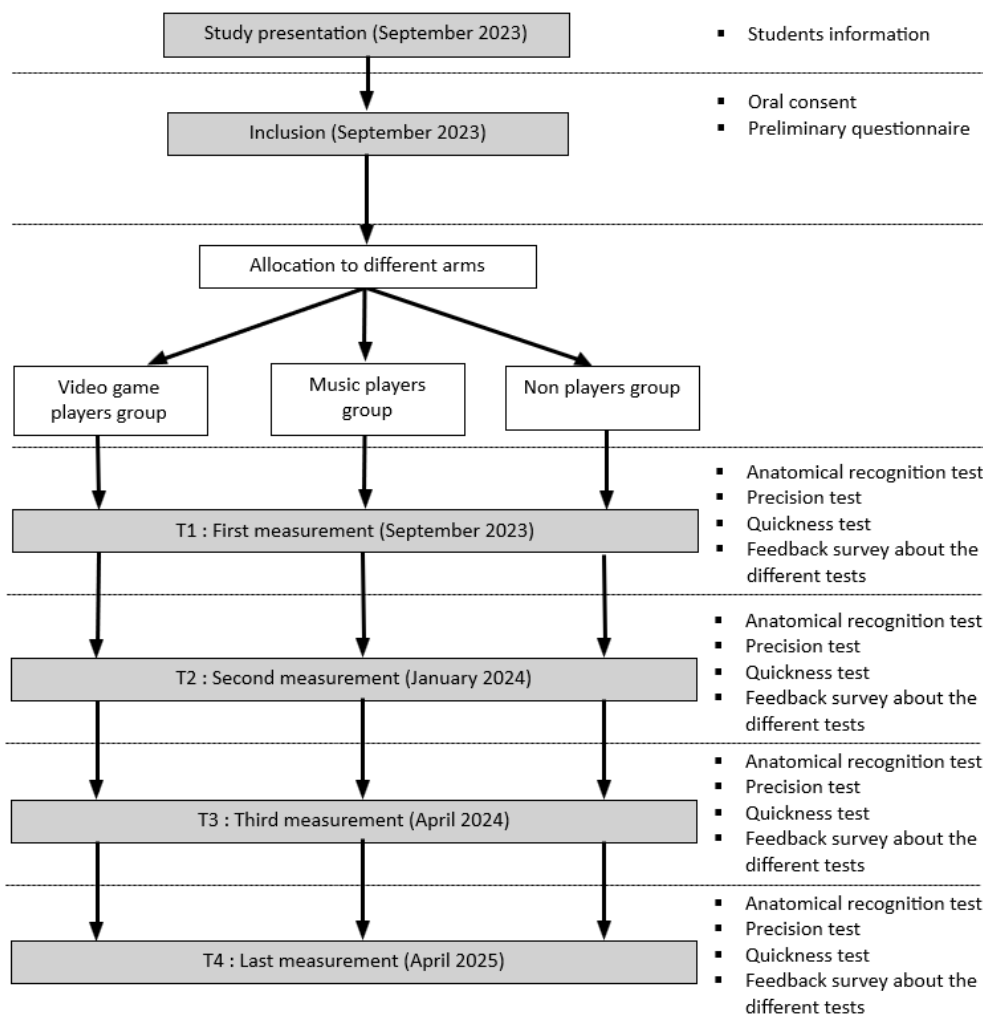 Study presentation (September 2023)
▪ Students information
▪ Oral consent
▪ Preliminary questionnaire
Inclusion (September 2023)
Allocation to different arms
Video game
players group
Music players
group
Non players group
▪ Anatomical recognition test
▪ Precision test
▪ Quickness test
▪ Feedback survey about the
different tests
T1 : First measurement (September 2023)
▪ Anatomical recognition test
▪ Precision test
▪ Quickness test
▪ Feedback survey about the
different tests
T2 : Second measurement (January 2024)
▪ Anatomical recognition test
▪ Precision test
▪ Quickness test
▪ Feedback survey about the
different tests
T3 : Third measurement (April 2024)
▪ Anatomical recognition test
▪ Precision test
▪ Quickness test
▪ Feedback survey about the
different tests
T4 : Last measurement (April 2025)